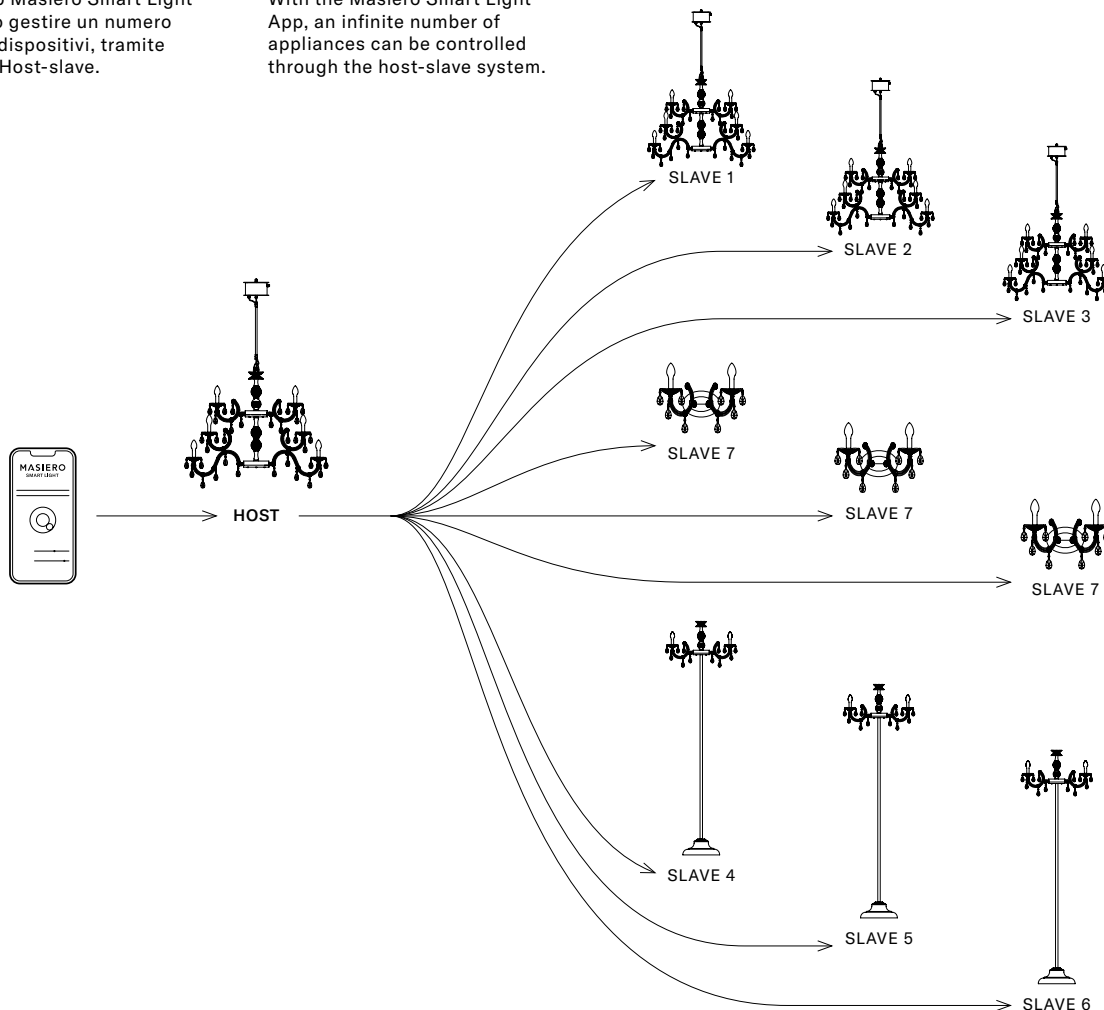 o Masiero Smart Light
o gestire un numero
dispositivi, tramite
Host-slave.
With the Masiero Smart Light
App, an infinite number of
appliances can be controlled
through the host-slave system.
SLAVE 1
SLAVE 2
SLAVE 3
SLAVE 7
SLAVE 7
SLAVE 7
MASIERO
SMART LIGHT
HOST
SLAVE 4
SLAVE 5
SLAVE 6